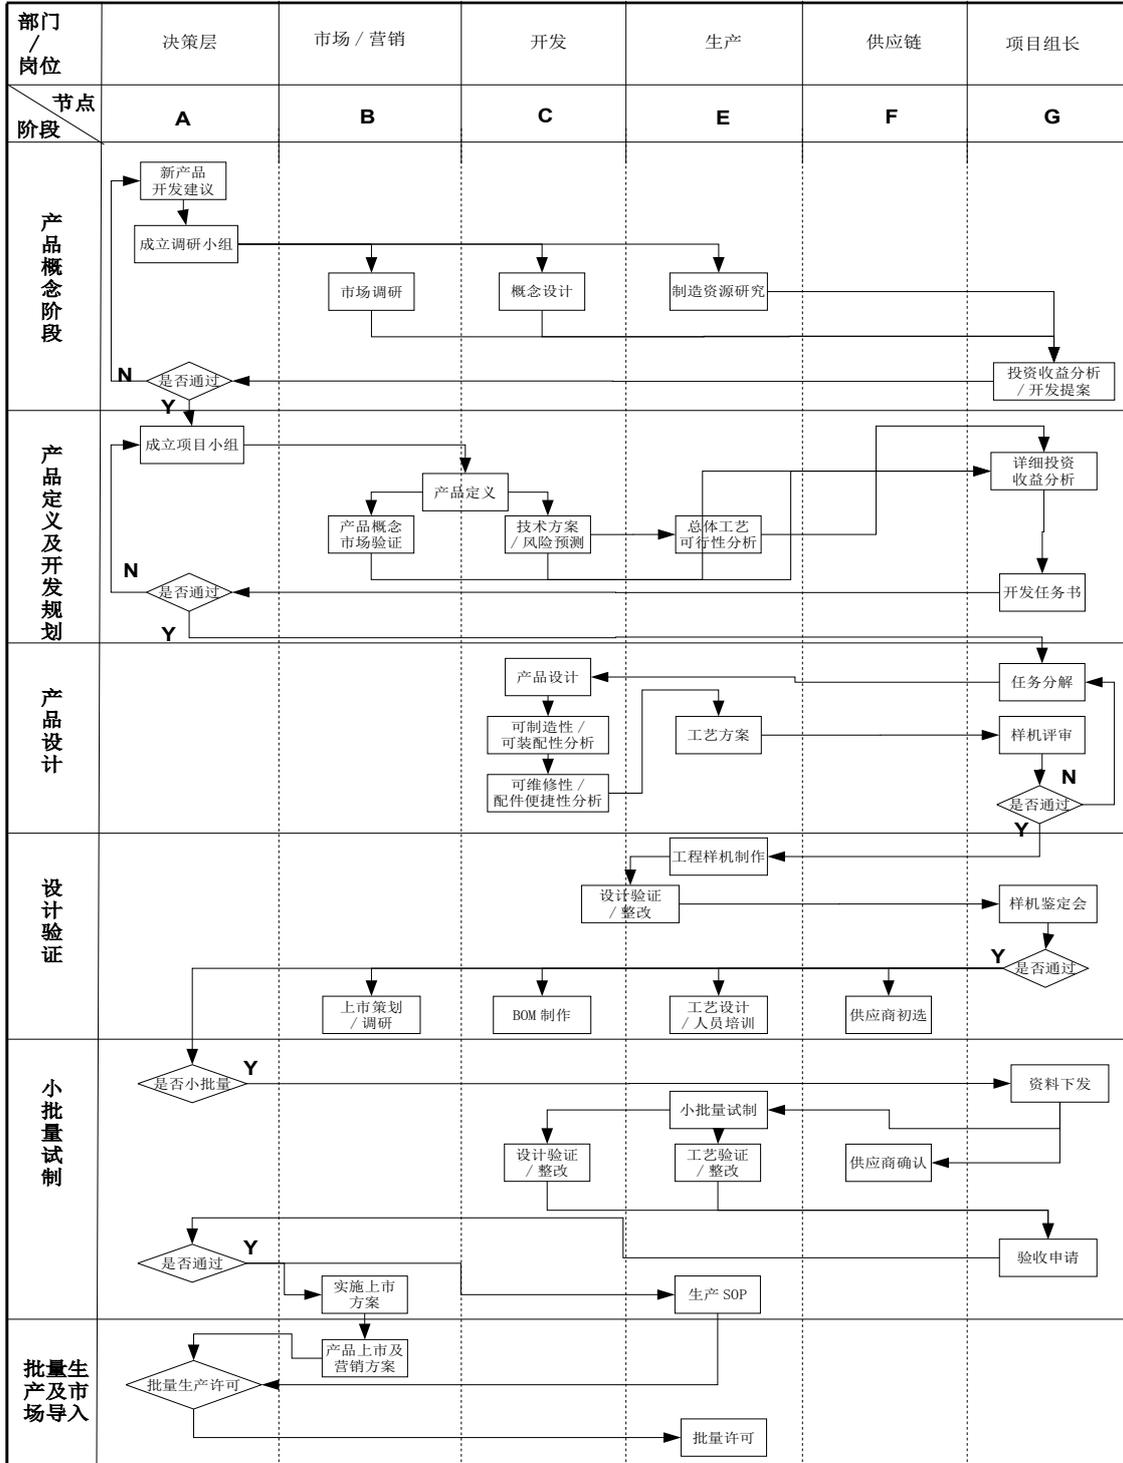 部门
/
岗位
决策层
市场 / 营销
开发
生产
供应链
项目组长
节点
阶段
A
B
C
E
F
G
产品概念阶段
新产品
开发建议
成立调研小组
市场调研
概念设计
制造资源研究
N
是否通过
投资收益分析
/ 开发提案
Y
产品定义及开发规划
成立项目小组
产品定义
详细投资
收益分析
产品概念
市场验证
技术方案
/ 风险预测
总体工艺
可行性分析
N
是否通过
开发任务书
Y
产品设计
产品设计
任务分解
可制造性 /
可装配性分析
工艺方案
样机评审
可维修性 /
配件便捷性分析
N
是否通过
Y
设计验证
工程样机制作
设计验证
/ 整改
样机鉴定会
Y
是否通过
上市策划
/ 调研
BOM 制作
工艺设计
/ 人员培训
供应商初选
小批量试制
是否小批量
Y
资料下发
小批量试制
设计验证
/ 整改
工艺验证
/ 整改
供应商确认
是否通过
Y
验收申请
实施上市
方案
生产 SOP
批量生
产及市
场导入
产品上市及
营销方案
批量生产许可
批量许可